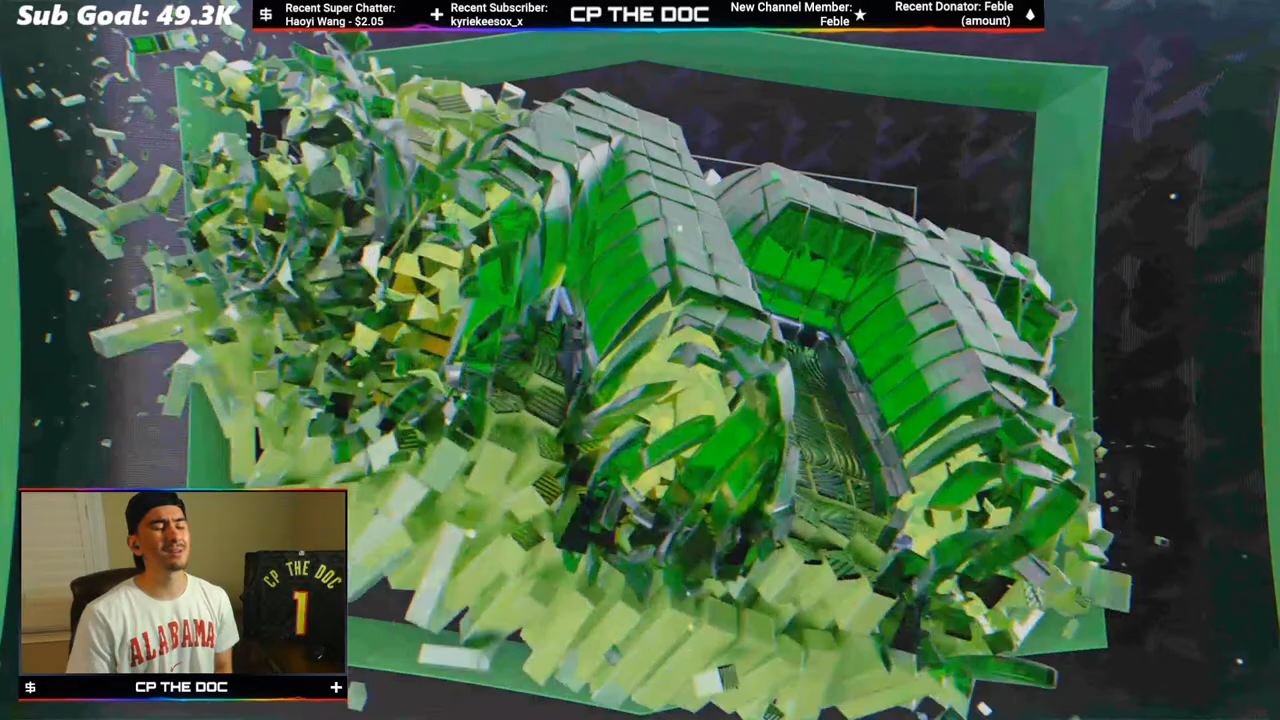 Sub Goal: 49.3K
Recent Super Chatter:
Haoyi Wang - $2.05
Recent Subscriber:
kyriekeesox_x
CP THE DOC
New Channel Member:
Feble
Recent Donator: Feble
(amount)
CP THE DOC
1
ALABAMA
CP THE DOC